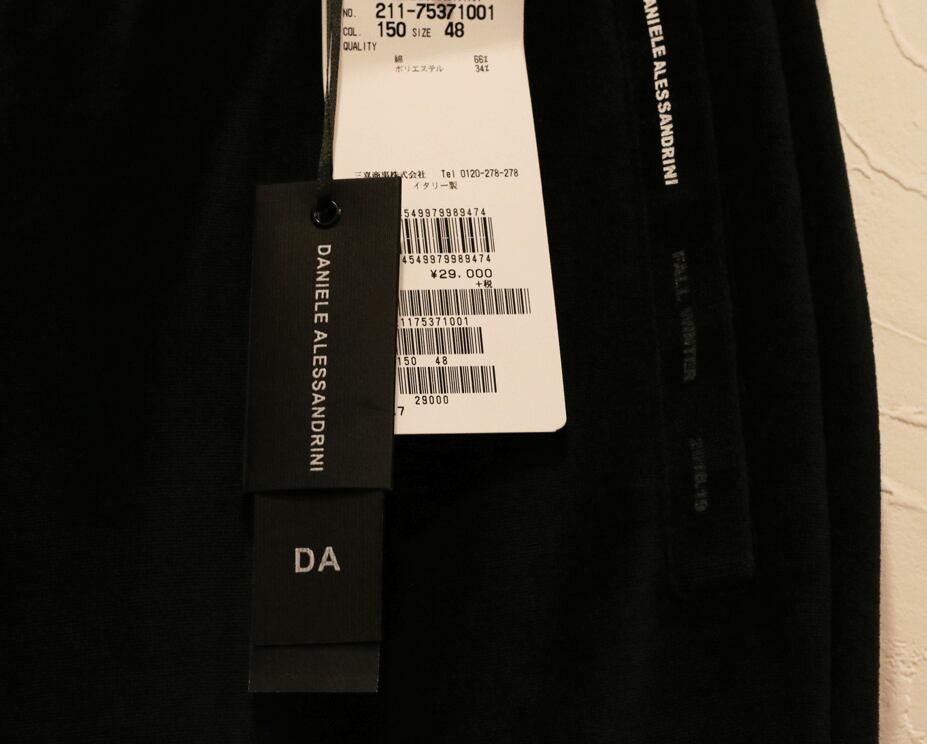 NO. 211-75371001
COL. 150 SIZE 48
QUALITY
綿 66%
ポリエステル 34%
三喜商事株式会社 Tel 0120-278-278
イタリー製
4549979989474
4549979989474
¥29.000
+税
1175371001
150 48
29000
DANIELE ALESSANDRINI
DA
DANIELE ALESSANDRINI
FALL WINTER 2018.19